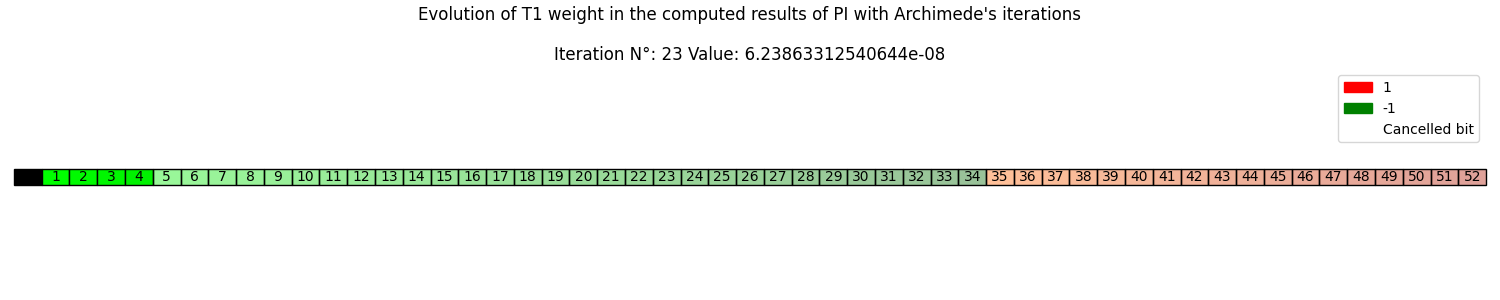 Evolution of T1 weight in the computed results of PI with Archimede's iterations
Iteration N°: 23 Value: 6.23863312540644e-08
1
-1
Cancelled bit
1 2 3 4 5 6 7 8 9 10 11 12 13 14 15 16 17 18 19 20 21 22 23 24 25 26 27 28 29 30 31 32 33 34 35 36 37 38 39 40 41 42 43 44 45 46 47 48 49 50 51 52